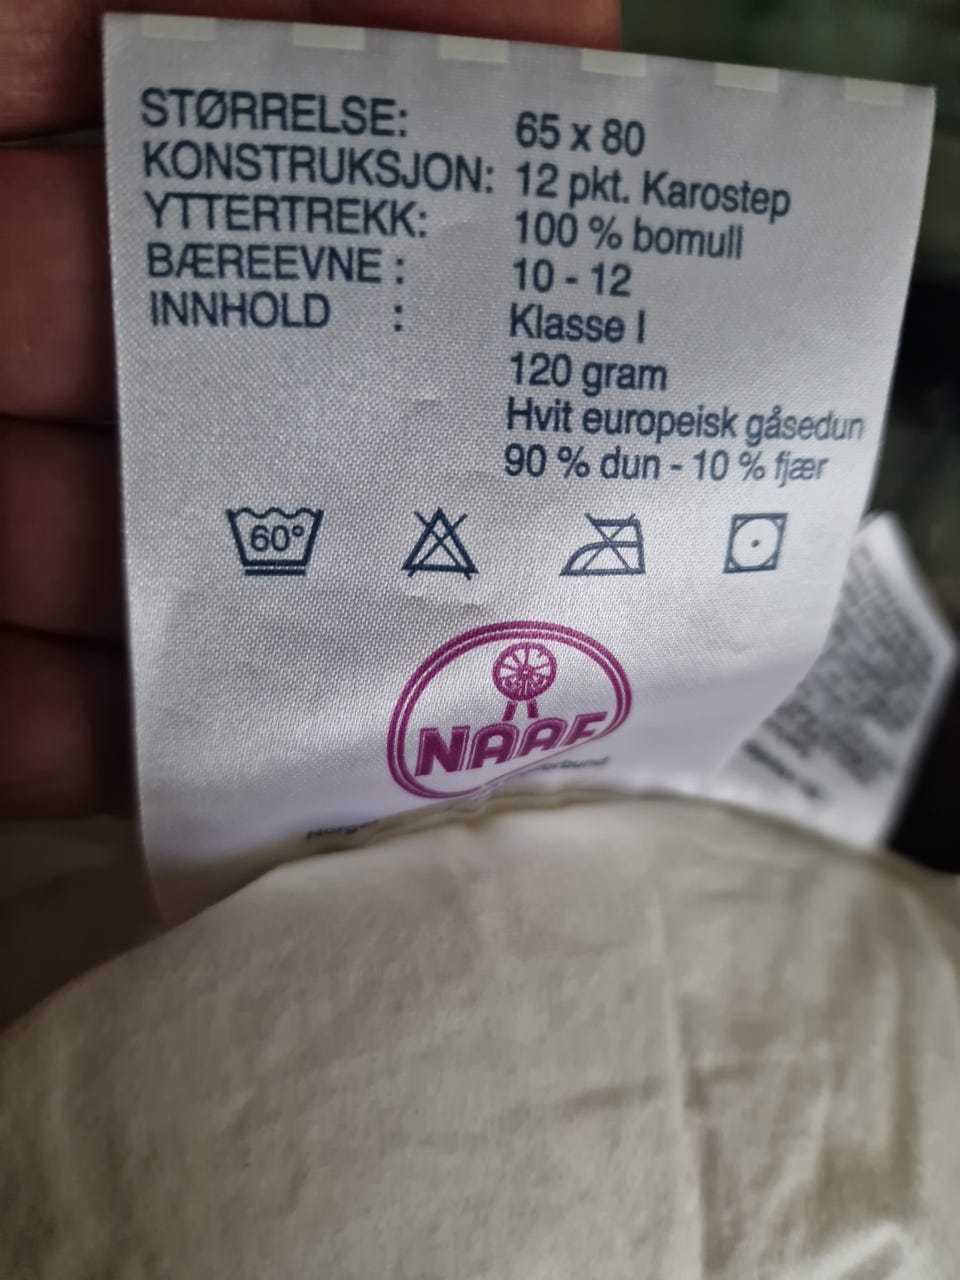 STØRRELSE: 65 x 80
KONSTRUKSJON: 12 pkt. Karostep
YTTERTREKK: 100 % bomull
BÆREEVNE : 10 - 12
INNHOLD : Klasse I
120 gram
Hvit europeisk gåsedun
90 % dun - 10 % fjær
60°
NAAF